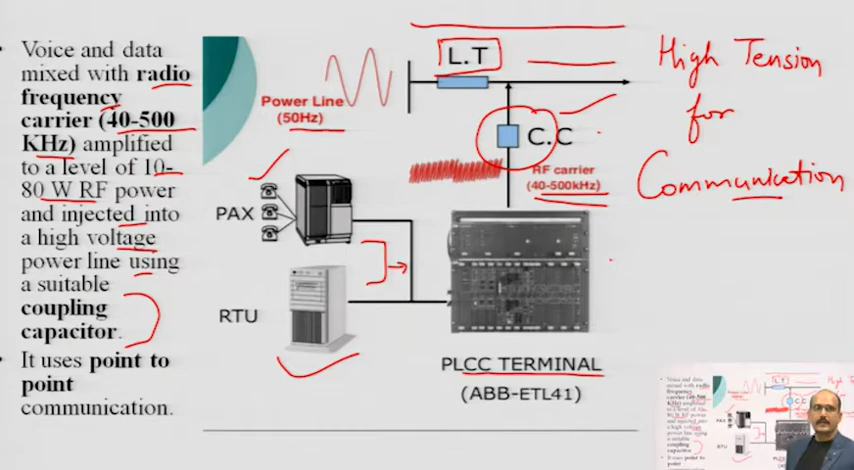 Voice and data
mixed with radio
frequency
carrier (40-500
KHz) amplified
to a level of 10-
80 W RF power
and injected into
a high voltage
power line using
a suitable
coupling
capacitor.
It uses point to
point
communication.
L.T
Power Line
(50Hz)
C.C
RF carrier
(40-500kHz)
PAX
RTU
PLCC TERMINAL
(ABB-ETL41)
High Tension
for
Communication